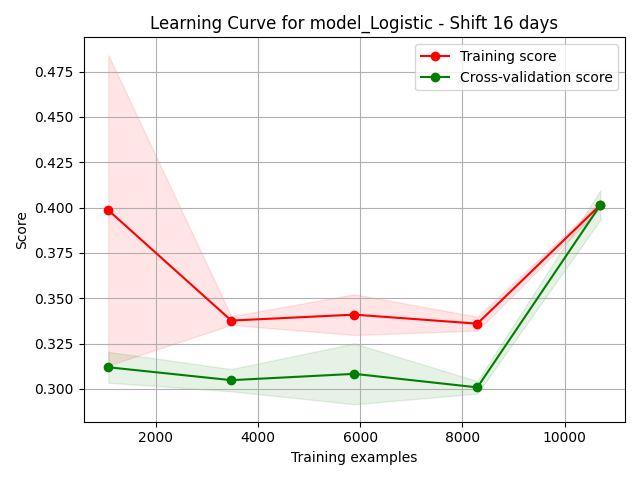 Learning Curve for model_Logistic - Shift 16 days
Training score
Cross-validation score
0.475
0.450
0.425
0.400
0.375
0.350
0.325
0.300
Score
2000 4000 6000 8000 10000
Training examples